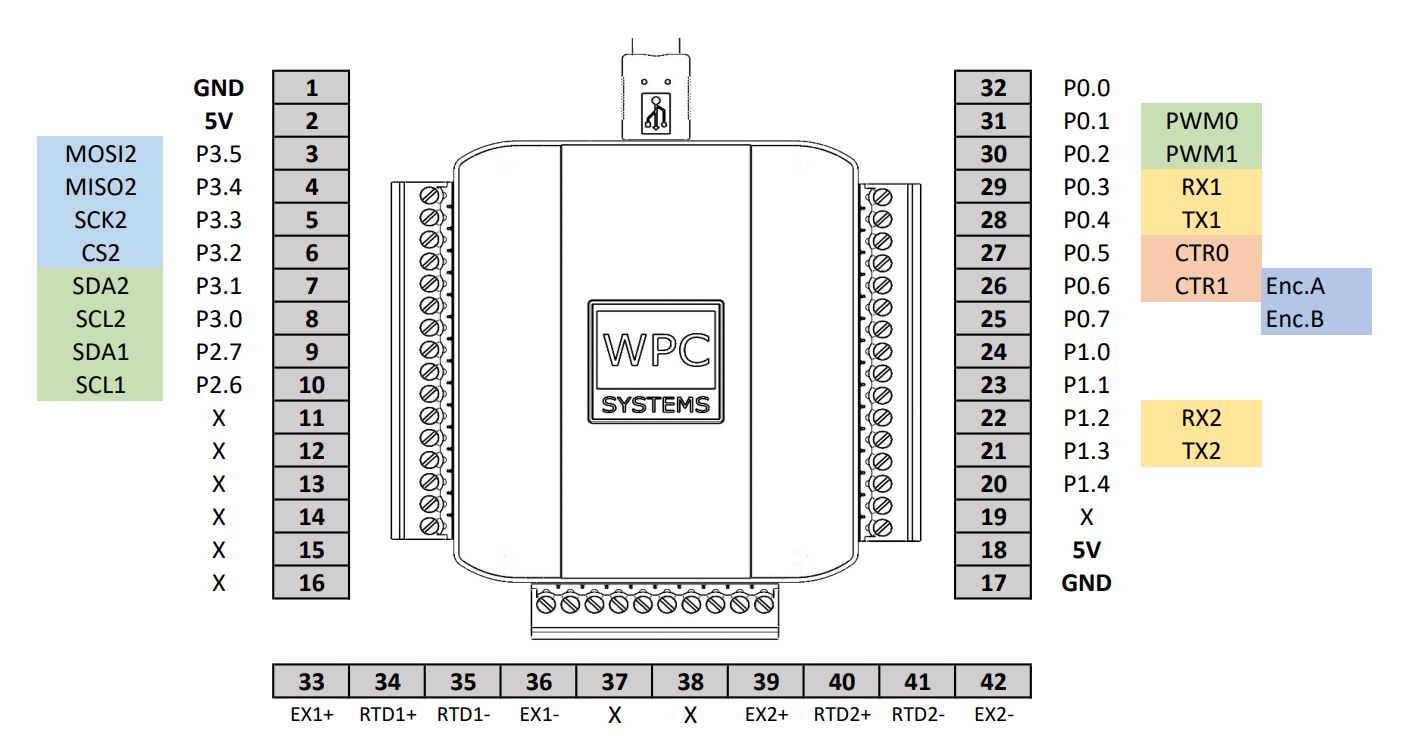 GND 1 32 P0.0
5V 2 31 P0.1 PWM0
MOSI2 P3.5 3 30 P0.2 PWM1
MISO2 P3.4 4 29 P0.3 RX1
SCK2 P3.3 5 28 P0.4 TX1
CS2 P3.2 6 27 P0.5 CTR0
SDA2 P3.1 7 26 P0.6 CTR1 Enc.A
SCL2 P3.0 8 25 P0.7 Enc.B
SDA1 P2.7 9 WPC 24 P1.0
SCL1 P2.6 10 SYSTEMS 23 P1.1
X 11 22 P1.2 RX2
X 12 21 P1.3 TX2
X 13 20 P1.4
X 14 19 X
X 15 18 5V
X 16 17 GND
33 34 35 36 37 38 39 40 41 42
EX1+ RTD1+ RTD1- EX1- X X EX2+ RTD2+ RTD2- EX2-